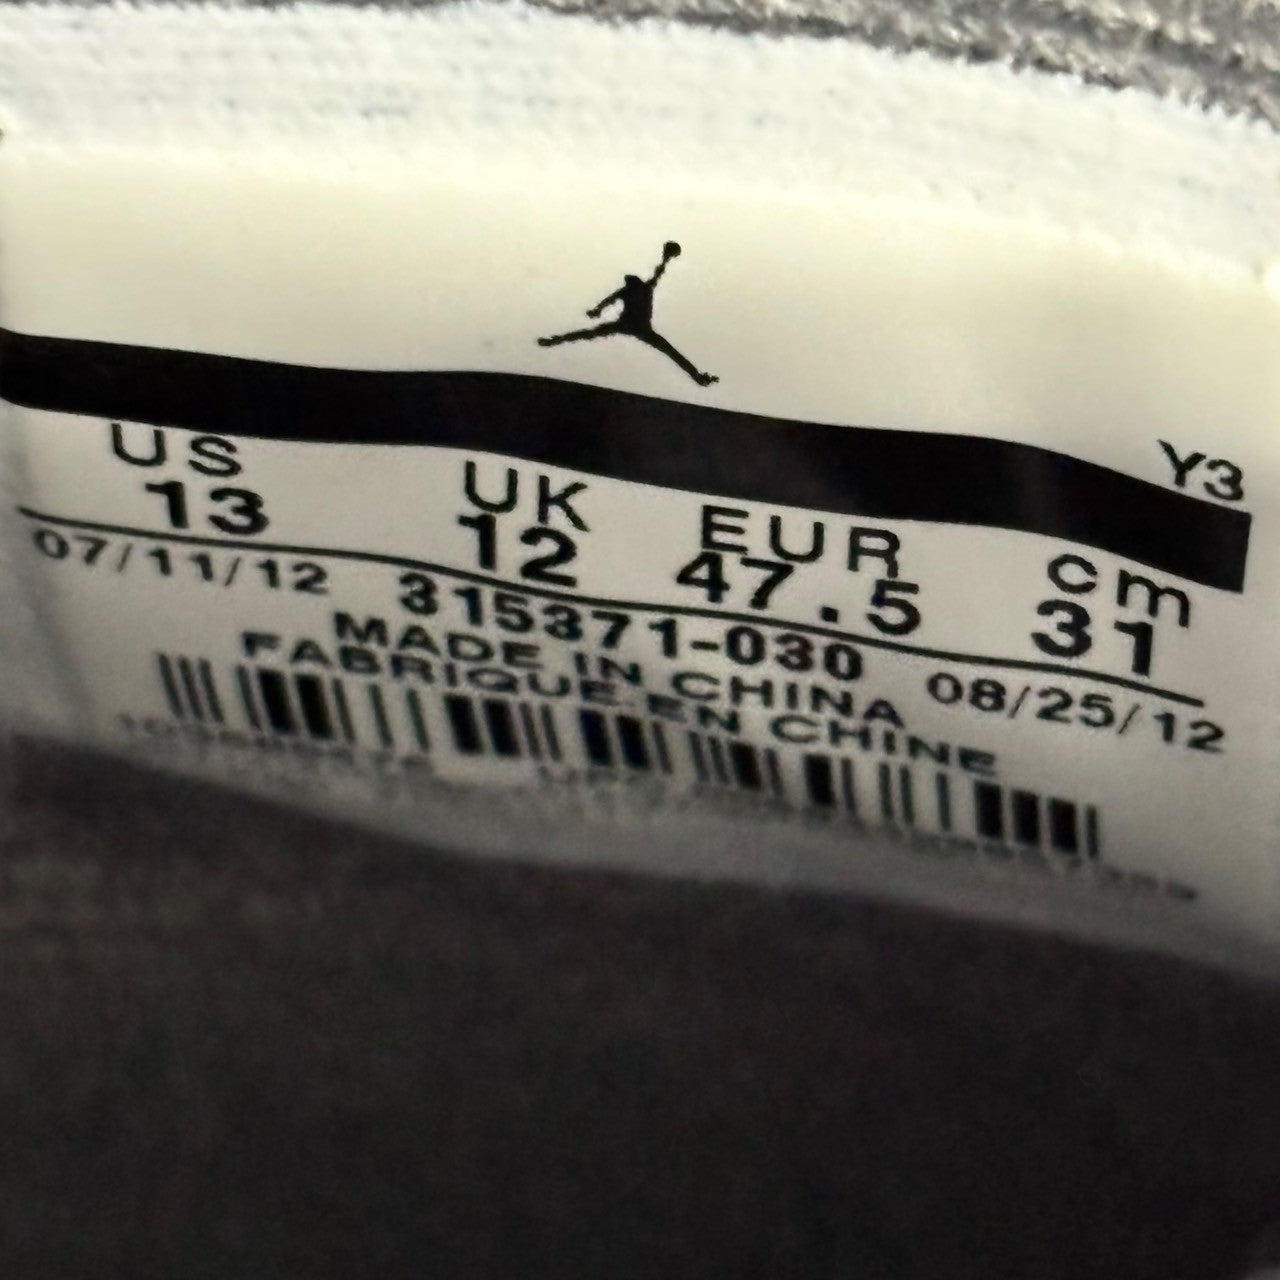 Y3
US UK EUR cm
13 12 47.5 31
07/11/12 315371-030 08/25/12
MADE IN CHINA
FABRIQUE EN CHINE